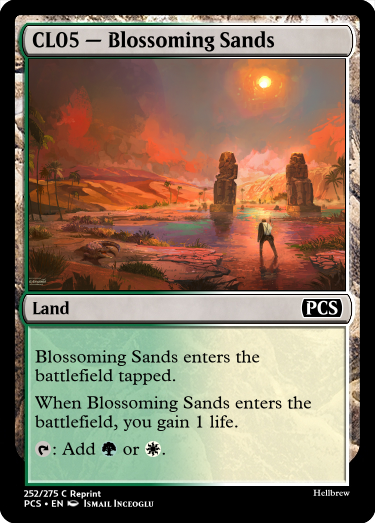 CL05 — Blossoming Sands
Land
PCS
Blossoming Sands enters the
battlefield tapped.
When Blossoming Sands enters the
battlefield, you gain 1 life.
: Add or .
252/275 C Reprint
Hellbrew
PCS • EN Ismail Inceoglu